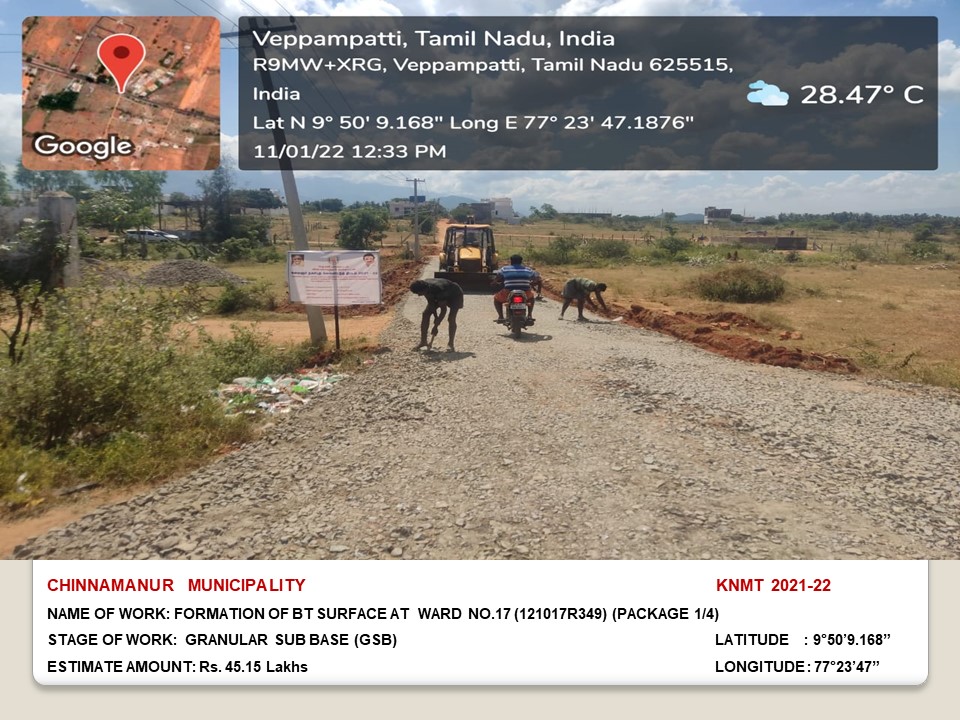 Veppampatti, Tamil Nadu, India
R9MW+XRG, Veppampatti, Tamil Nadu 625515,
India
28.47° C
Lat N 9° 50' 9.168" Long E 77° 23' 47.1876"
11/01/22 12:33 PM
Google
CHINNAMANUR MUNICIPALITY KNMT 2021-22
NAME OF WORK: FORMATION OF BT SURFACE AT WARD NO.17 (121017R349) (PACKAGE 1/4)
STAGE OF WORK: GRANULAR SUB BASE (GSB) LATITUDE : 9°50’9.168”
ESTIMATE AMOUNT: Rs. 45.15 Lakhs LONGITUDE: 77°23’47”